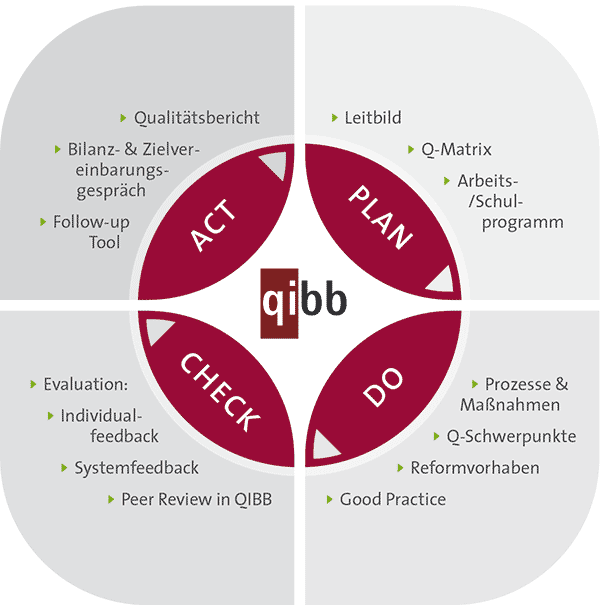 Qualitätsbericht
Bilanz- & Zielver-
einbarungs-
gespräch
Follow-up
Tool
ACT
Leitbild
Q-Matrix
Arbeits-
/Schul-
programm
PLAN
qibb
CHECK
Evaluation:
Individual-
feedback
Systemfeedback
Peer Review in QIBB
DO
Prozesse &
Maßnahmen
Q-Schwerpunkte
Reformvorhaben
Good Practice